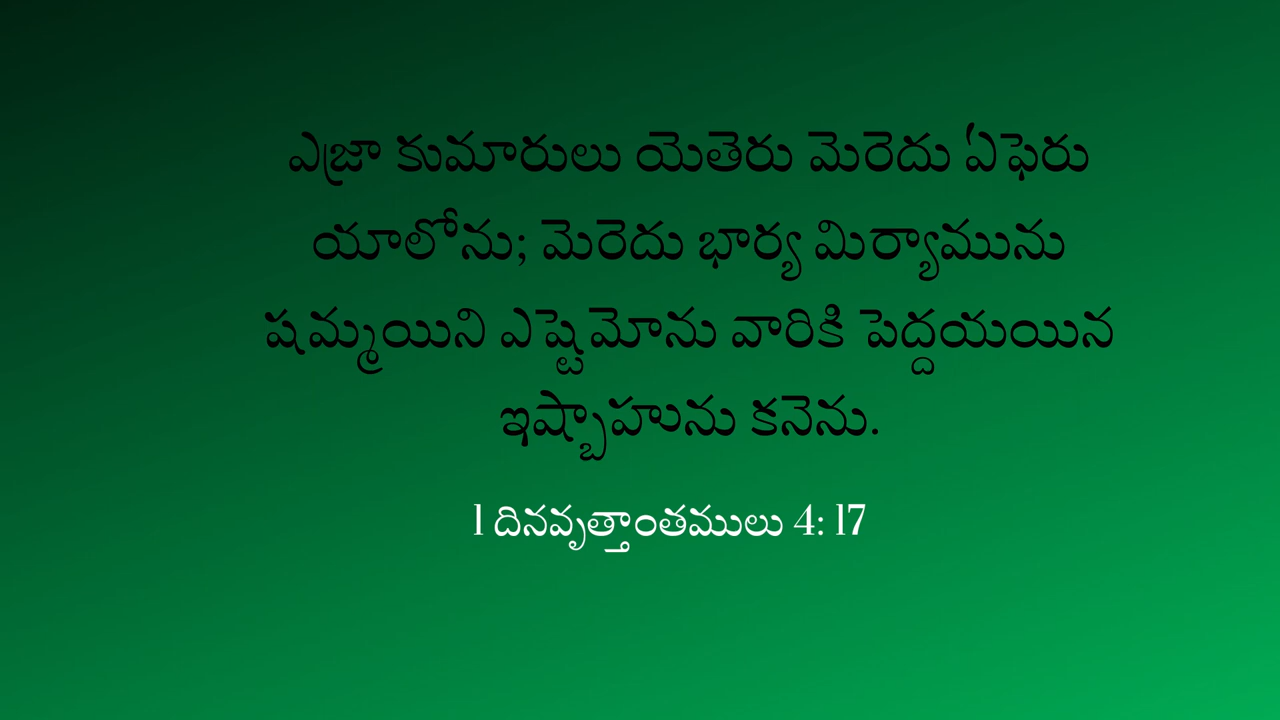 ఎజ్రా కుమారులు యెతెరు మెరెదు ఏఫెరు
యాలోను; మెరెదు భార్య మిర్యామును
షమ్మయిని ఎష్టెమోను వారికి పెద్దయయిన
ఇష్బాహును కనెను.
1 దినవృత్తాంతములు 4: 17